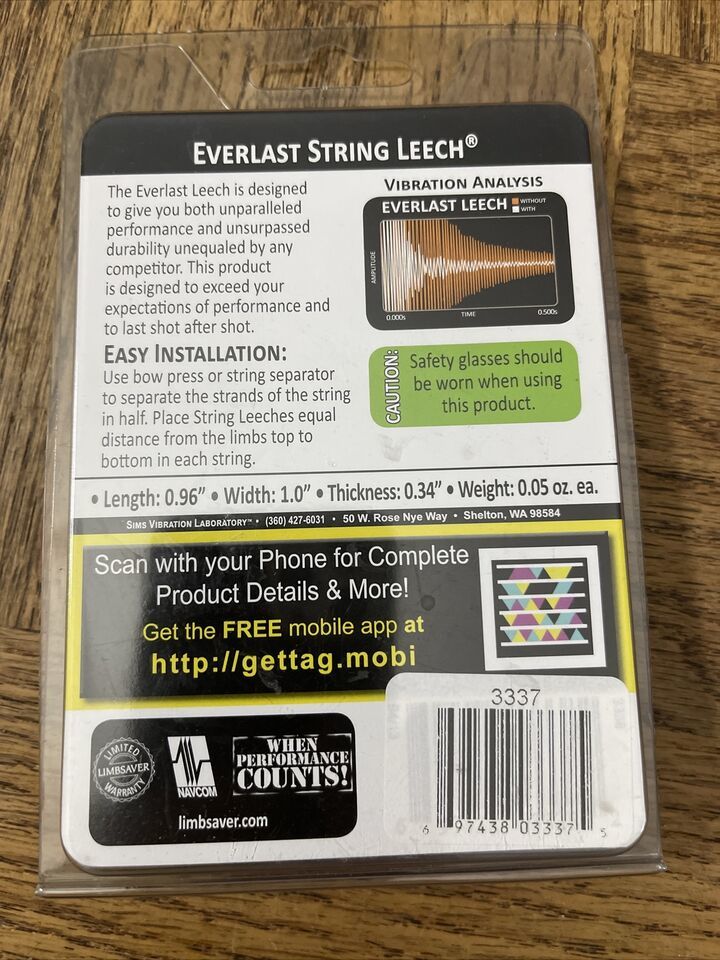 EVERLAST STRING LEECH®
The Everlast Leech is designed
to give you both unparalleled
performance and unsurpassed
durability unequaled by any
competitor. This product
is designed to exceed your
expectations of performance and
to last shot after shot.
EASY INSTALLATION:
Use bow press or string separator
to separate the strands of the string
in half. Place String Leeches equal
distance from the limbs top to
bottom in each string.
VIBRATION ANALYSIS
EVERLAST LEECH
WITHOUT
WITH
AMPLITUDE
0.000s
TIME
0.500s
CAUTION:
Safety glasses should
be worn when using
this product.
• Length: 0.96” • Width: 1.0” • Thickness: 0.34” • Weight: 0.05 oz. ea.
SIMS VIBRATION LABORATORY™ • (360) 427-6031 • 50 W. Rose Nye Way • Shelton, WA 98584
Scan with your Phone for Complete
Product Details & More!
Get the FREE mobile app at
http://gettag.mobi
LIMITED
LIMBSAVER
WARRANTY
NAVCOM
WHEN
PERFORMANCE
COUNTS!
limbsaver.com
3337
6 97438 03337 5